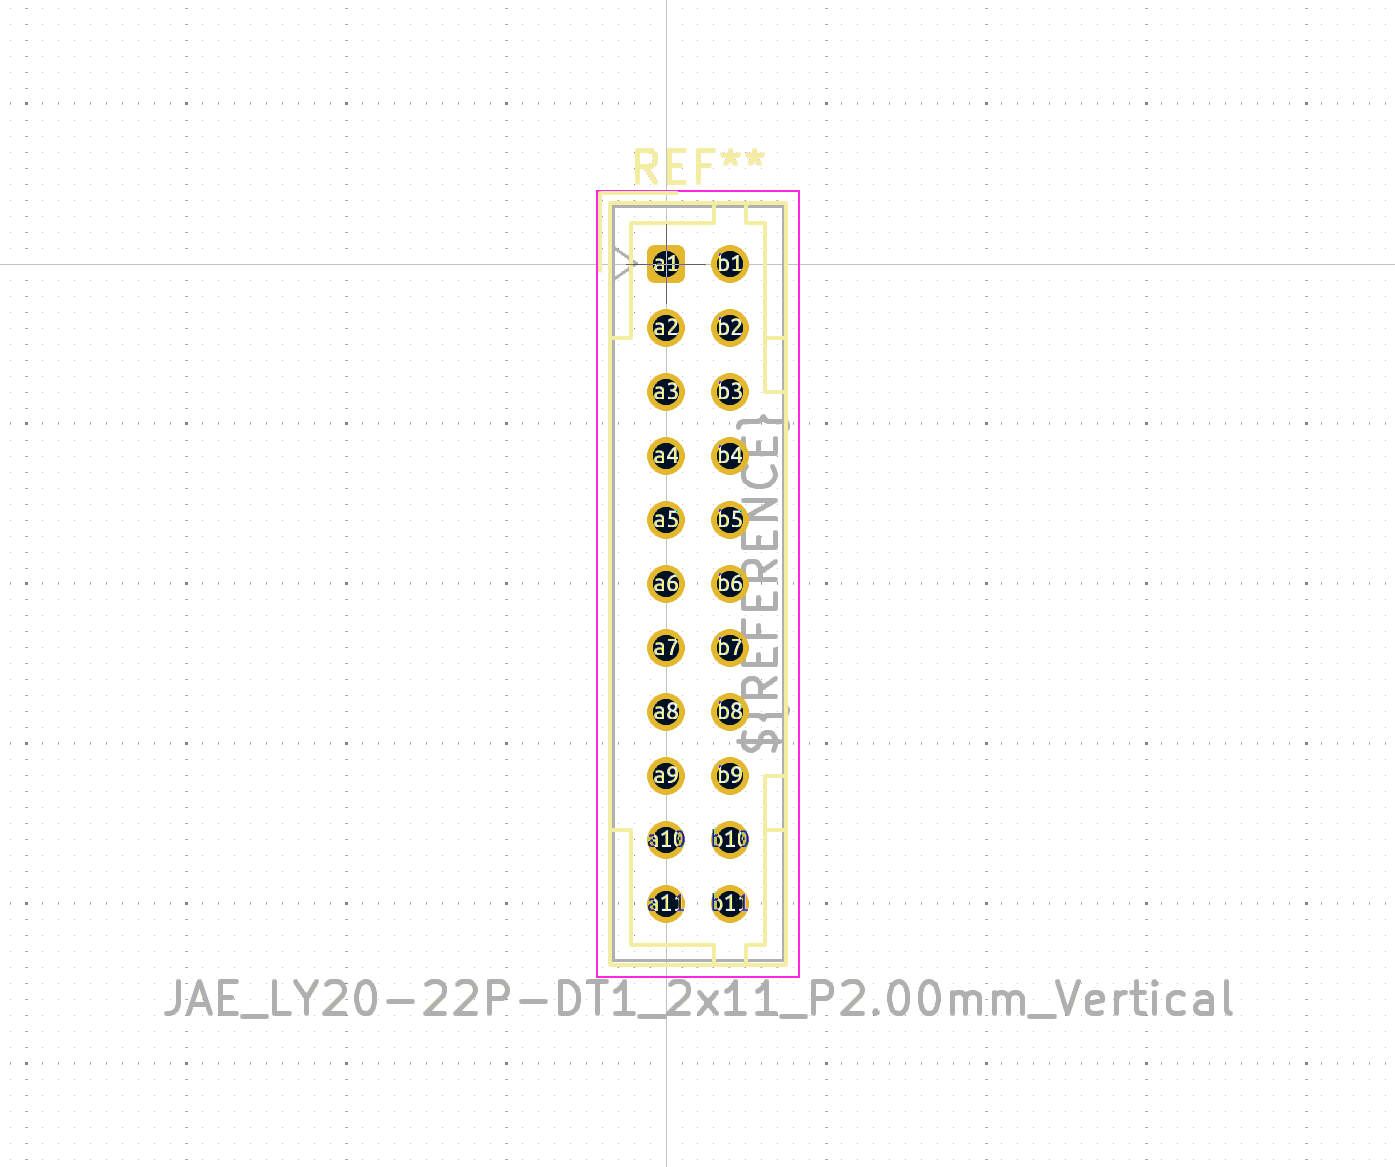 REF**
a1 b1
a2 b2
a3 b3
a4 b4
a5 b5
a6 b6
a7 b7
a8 b8
a9 b9
a10 b10
a11 b11
${REFERENCE}
JAE_LY20-22P-DT1_2x11_P2.00mm_Vertical